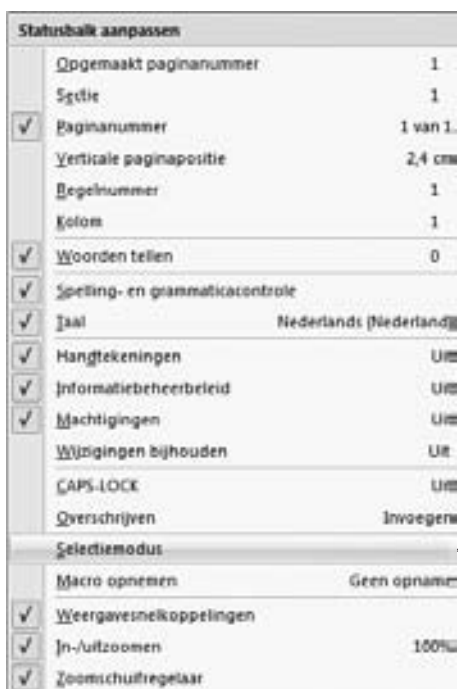 Statusbalk aanpassen
Opgemaakt paginanummer 1
Sectie 1
Paginanummer 1 van 1
Verticale paginapositie 2,4 cm
Regelnummer 1
Kolom 1
Woorden tellen 0
Spelling- en grammaticacontrole
Taal Nederlands (Nederland)
Handtekeningen Uit
Informatiebeheerbeleid Uit
Machtigingen Uit
Wijzigingen bijhouden Uit
CAPS-LOCK Uit
Overschrijven Invoegen
Selectiemodus
Macro opnemen Geen opname
Weergavesnelkoppelingen
In-/uitzoomen 100%
Zoomschuifregelaar